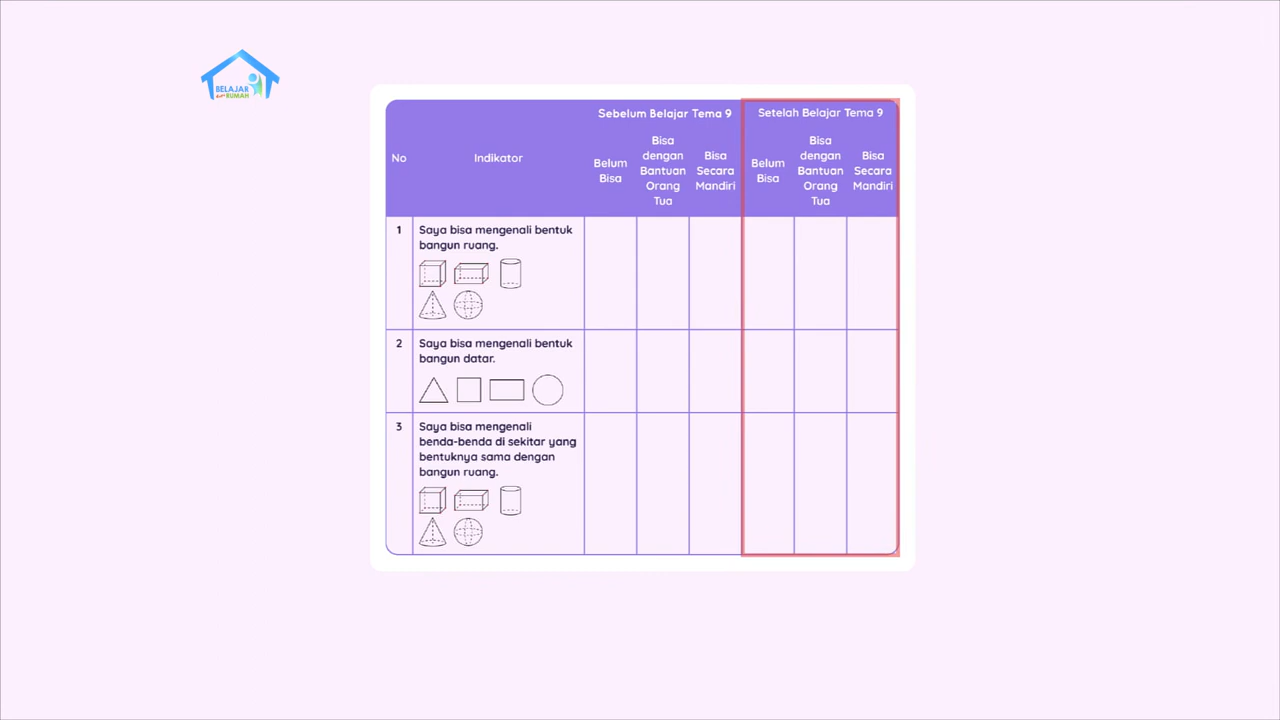 BELAJAR
dari RUMAH
Sebelum Belajar Tema 9
Setelah Belajar Tema 9
No
Indikator
Belum
Bisa
Bisa
dengan
Bantuan
Orang
Tua
Bisa
Secara
Mandiri
Belum
Bisa
Bisa
dengan
Bantuan
Orang
Tua
Bisa
Secara
Mandiri
1
Saya bisa mengenali bentuk
bangun ruang.
2
Saya bisa mengenali bentuk
bangun datar.
3
Saya bisa mengenali
benda-benda di sekitar yang
bentuknya sama dengan
bangun ruang.